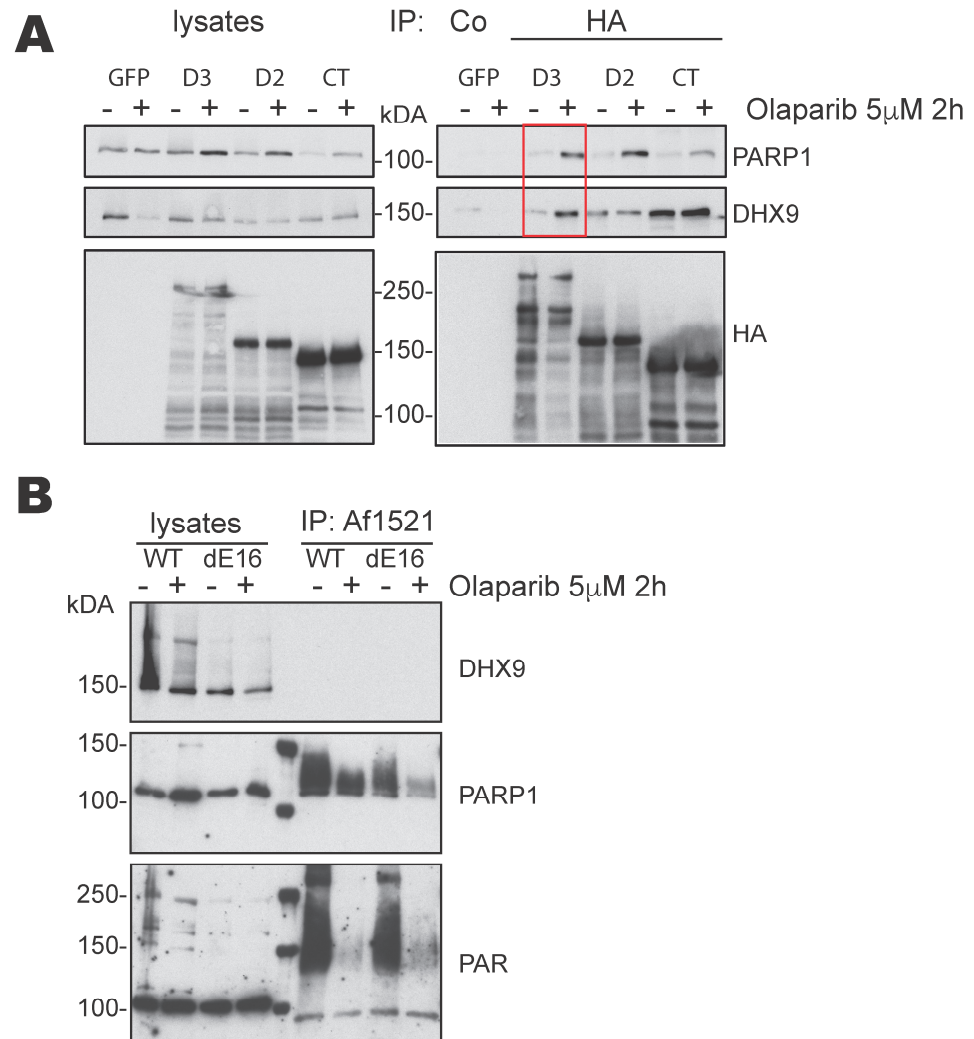 A
lysates IP: Co HA
GFP D3 D2 CT GFP D3 D2 CT
- + - + - + - + kDA - + - + - + - + Olaparib 5μM 2h
-100- PARP1
-150- DHX9
-250-
HA
-150-
-100-
B
lysates IP: Af1521
WT dE16 WT dE16
- + - + - + - + Olaparib 5μM 2h
kDA
DHX9
150-
150-
PARP1
100-
250-
150-
PAR
100-